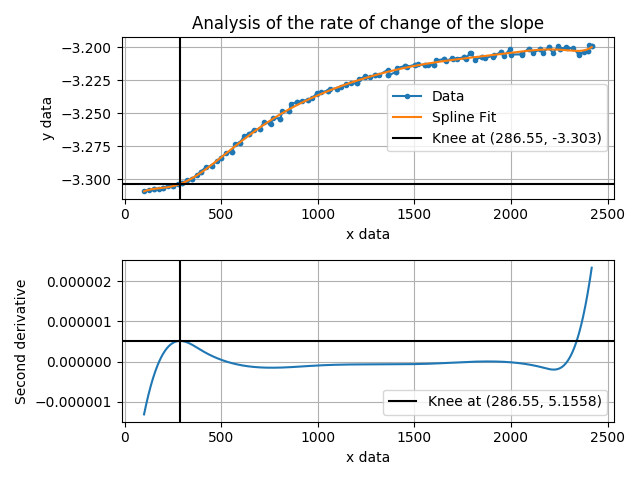 Analysis of the rate of change of the slope
−3.200
−3.225
−3.250
−3.275
−3.300
y data
Data
Spline Fit
Knee at (286.55, -3.303)
0 500 1000 1500 2000 2500
x data
0.000002
0.000001
0.000000
−0.000001
Second derivative
Knee at (286.55, 5.1558)
0 500 1000 1500 2000 2500
x data